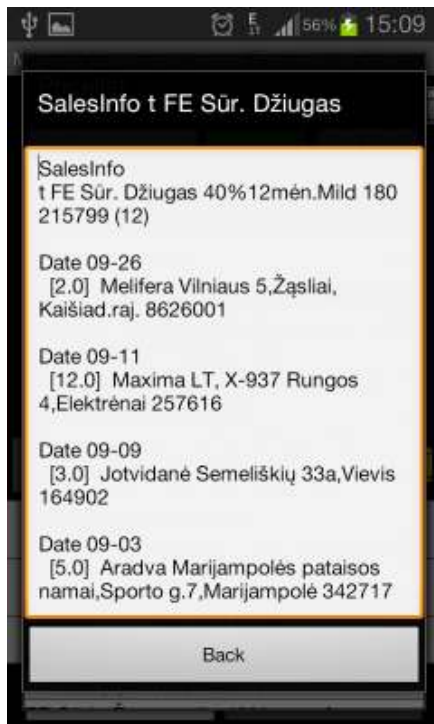 56% 15:09
SalesInfo t FE Sūr. Džiugas
SalesInfo
t FE Sūr. Džiugas 40%12mėn.Mild 180
215799 (12)
Date 09-26
[2.0] Melifera Vilniaus 5,Žąsliai,
Kaišiad.raj. 8626001
Date 09-11
[12.0] Maxima LT, X-937 Rungos
4,Elektrėnai 257616
Date 09-09
[3.0] Jotvidanė Semeliškių 33a,Vievis
164902
Date 09-03
[5.0] Aradva Marijampolės pataisos
namai,Sporto g.7,Marijampolė 342717
Back